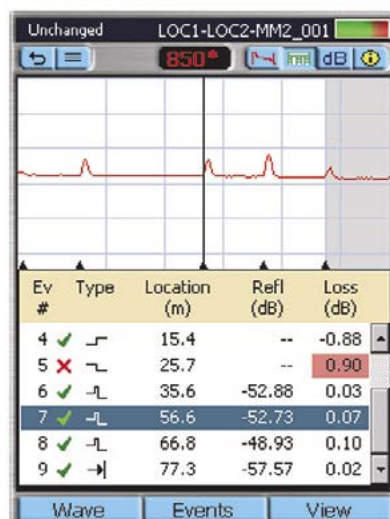 Unchanged LOC1-LOC2-MM2_001
850* dB
Ev Type Location Refl Loss
# (m) (dB) (dB)
4 15.4 -- -0.88
5 25.7 -- 0.90
6 35.6 -52.88 0.03
7 56.6 -52.73 0.07
8 66.8 -48.93 0.10
9 77.3 -57.57 0.02
Wave Events View